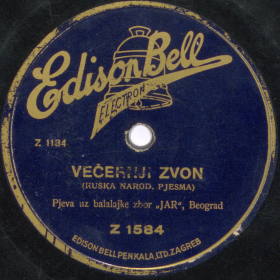 Edison Bell
ELECTRON
Z 1134
VEČERNJI ZVON
(RUSKA NAROD. PJESMA)
Pjeva uz balalajke zbor „JAR", Beograd
Z 1584
EDISON BELL PENKALA, LTD. ZAGREB